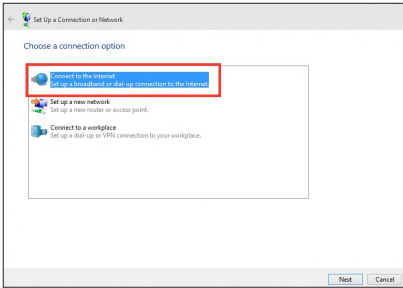 Set Up a Connection or Network
Choose a connection option
Connect to the Internet
Set up a broadband or dial-up connection to the Internet.
Set up a new network
Set up a new router or access point.
Connect to a workplace
Set up a dial-up or VPN connection to your workplace.
Next Cancel